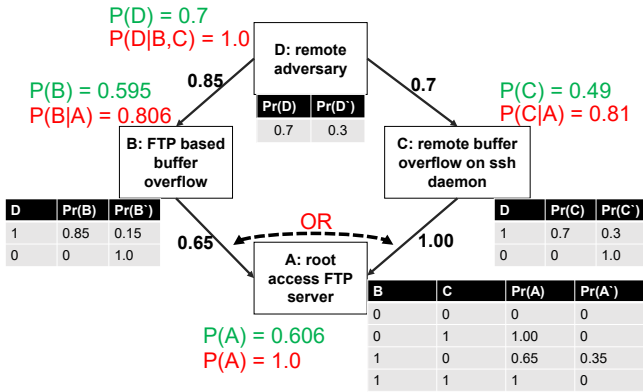 P(D) = 0.7
P(D|B,C) = 1.0
D: remote
adversary
0.85
0.7
P(B) = 0.595
P(B|A) = 0.806
P(C) = 0.49
P(C|A) = 0.81
Pr(D) Pr(D`)
0.7 0.3
B: FTP based
buffer
overflow
C: remote buffer
overflow on ssh
daemon
D Pr(B) Pr(B`)
1 0.85 0.15
0 0 1.0
D Pr(C) Pr(C`)
1 0.7 0.3
0 0 1.0
OR
0.65
1.00
A: root
access FTP
server
B C Pr(A) Pr(A`)
0 0 0 0
0 1 1.00 0
1 0 0.65 0.35
1 1 1 0
P(A) = 0.606
P(A) = 1.0